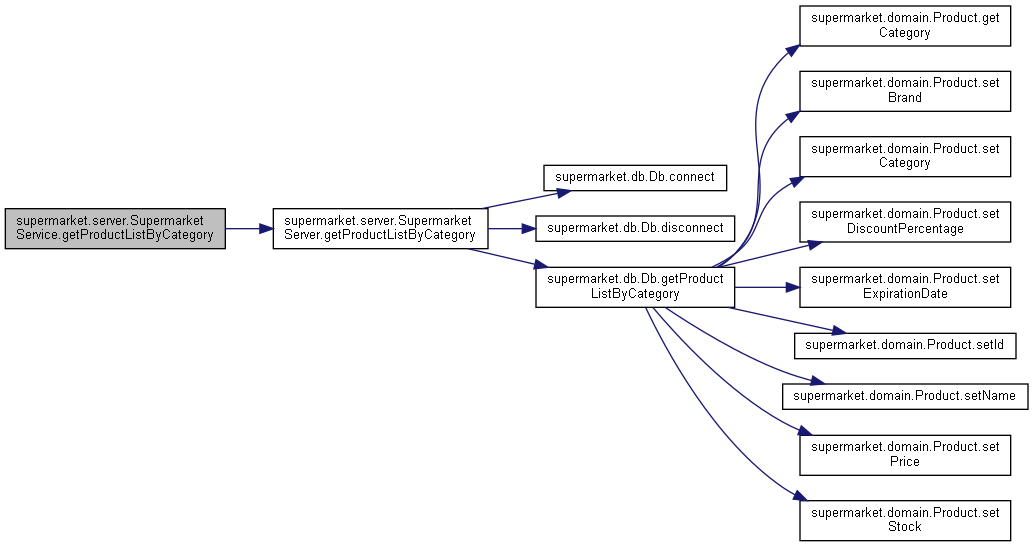 supermarket.server.Supermarket
Service.getProductListByCategory
supermarket.server.Supermarket
Server.getProductListByCategory
supermarket.db.Db.connect
supermarket.db.Db.disconnect
supermarket.db.Db.getProduct
ListByCategory
supermarket.domain.Product.get
Category
supermarket.domain.Product.set
Brand
supermarket.domain.Product.set
Category
supermarket.domain.Product.set
DiscountPercentage
supermarket.domain.Product.set
ExpirationDate
supermarket.domain.Product.setId
supermarket.domain.Product.setName
supermarket.domain.Product.set
Price
supermarket.domain.Product.set
Stock